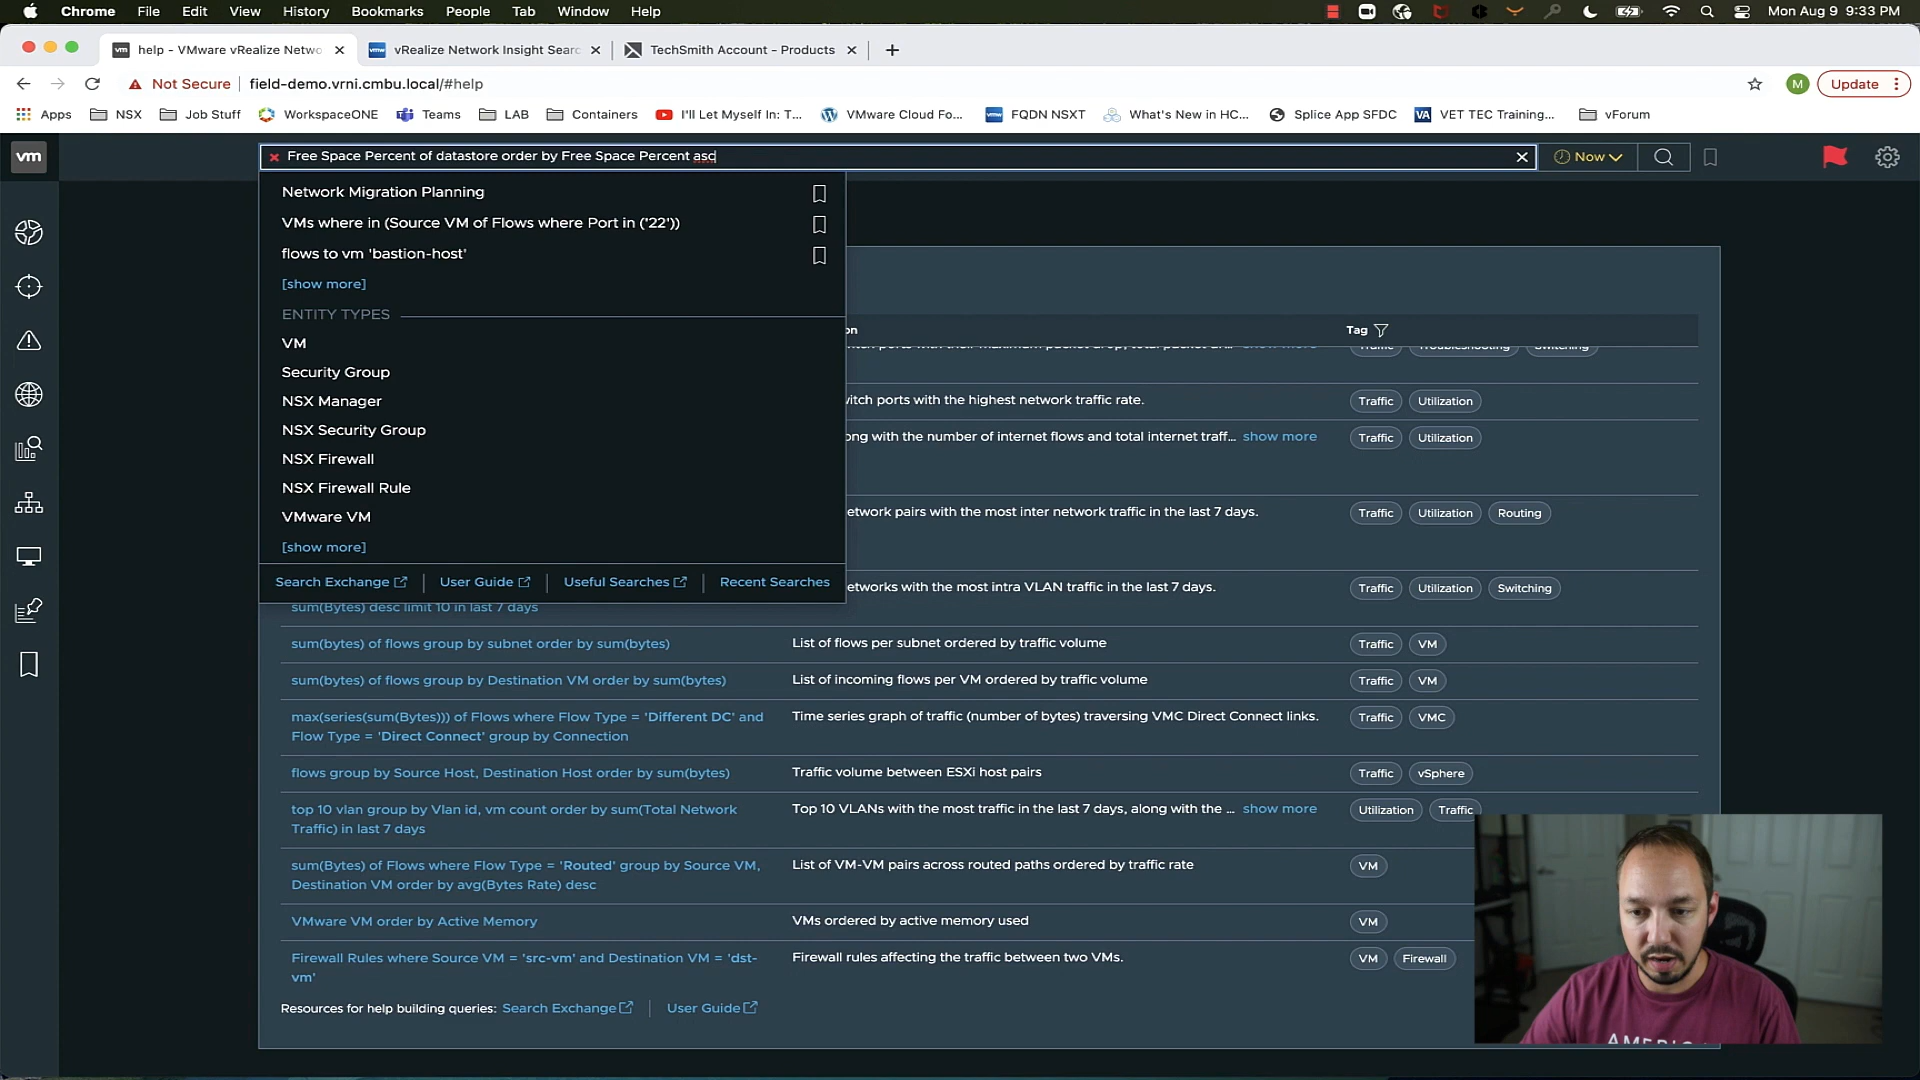 Chrome File Edit View History Bookmarks People Tab Window Help
Mon Aug 9 9:33 PM
vm help - VMware vRealize Netwo
vmw vRealize Network Insight Searc
TechSmith Account - Products
Not Secure field-demo.vrni.cmbu.local/#help
M Update
Apps NSX Job Stuff WorkspaceONE Teams LAB Containers I'll Let Myself In: T... VMware Cloud Fo... FQDN NSXT What's New in HC... Splice App SFDC VET TEC Training... vForum
vm
Free Space Percent of datastore order by Free Space Percent asc
Now
Network Migration Planning
VMs where in (Source VM of Flows where Port in ('22'))
flows to vm 'bastion-host'
[show more]
ENTITY TYPES
VM
Security Group
NSX Manager
NSX Security Group
NSX Firewall
NSX Firewall Rule
VMware VM
[show more]
Search Exchange User Guide Useful Searches Recent Searches
on Tag
show more Traffic Troubleshooting Switching
witch ports with the highest network traffic rate. Traffic Utilization
ong with the number of internet flows and total internet traff... show more Traffic Utilization
etwork pairs with the most inter network traffic in the last 7 days. Traffic Utilization Routing
etworks with the most intra VLAN traffic in the last 7 days. Traffic Utilization Switching
sum(Bytes) desc limit 10 in last 7 days
sum(bytes) of flows group by subnet order by sum(bytes) List of flows per subnet ordered by traffic volume Traffic VM
sum(bytes) of flows group by Destination VM order by sum(bytes) List of incoming flows per VM ordered by traffic volume Traffic VM
max(series(sum(Bytes))) of Flows where Flow Type = 'Different DC' and Time series graph of traffic (number of bytes) traversing VMC Direct Connect links. Traffic VMC
Flow Type = 'Direct Connect' group by Connection
flows group by Source Host, Destination Host order by sum(bytes) Traffic volume between ESXi host pairs Traffic vSphere
top 10 vlan group by Vlan id, vm count order by sum(Total Network Top 10 VLANs with the most traffic in the last 7 days, along with the ... show more Utilization Traffic
Traffic) in last 7 days
sum(Bytes) of Flows where Flow Type = 'Routed' group by Source VM, List of VM-VM pairs across routed paths ordered by traffic rate VM
Destination VM order by avg(Bytes Rate) desc
VMware VM order by Active Memory VMs ordered by active memory used VM
Firewall Rules where Source VM = 'src-vm' and Destination VM = 'dst- Firewall rules affecting the traffic between two VMs. VM Firewall
vm'
Resources for help building queries: Search Exchange User Guide